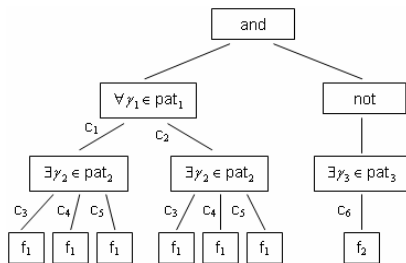 and
∀γ₁ ∈ pat₁ not
c₁ c₂
∃γ₂ ∈ pat₂ ∃γ₂ ∈ pat₂ ∃γ₃ ∈ pat₃
c₃ c₄ c₅ c₃ c₄ c₅ c₆
f₁ f₁ f₁ f₁ f₁ f₁ f₂